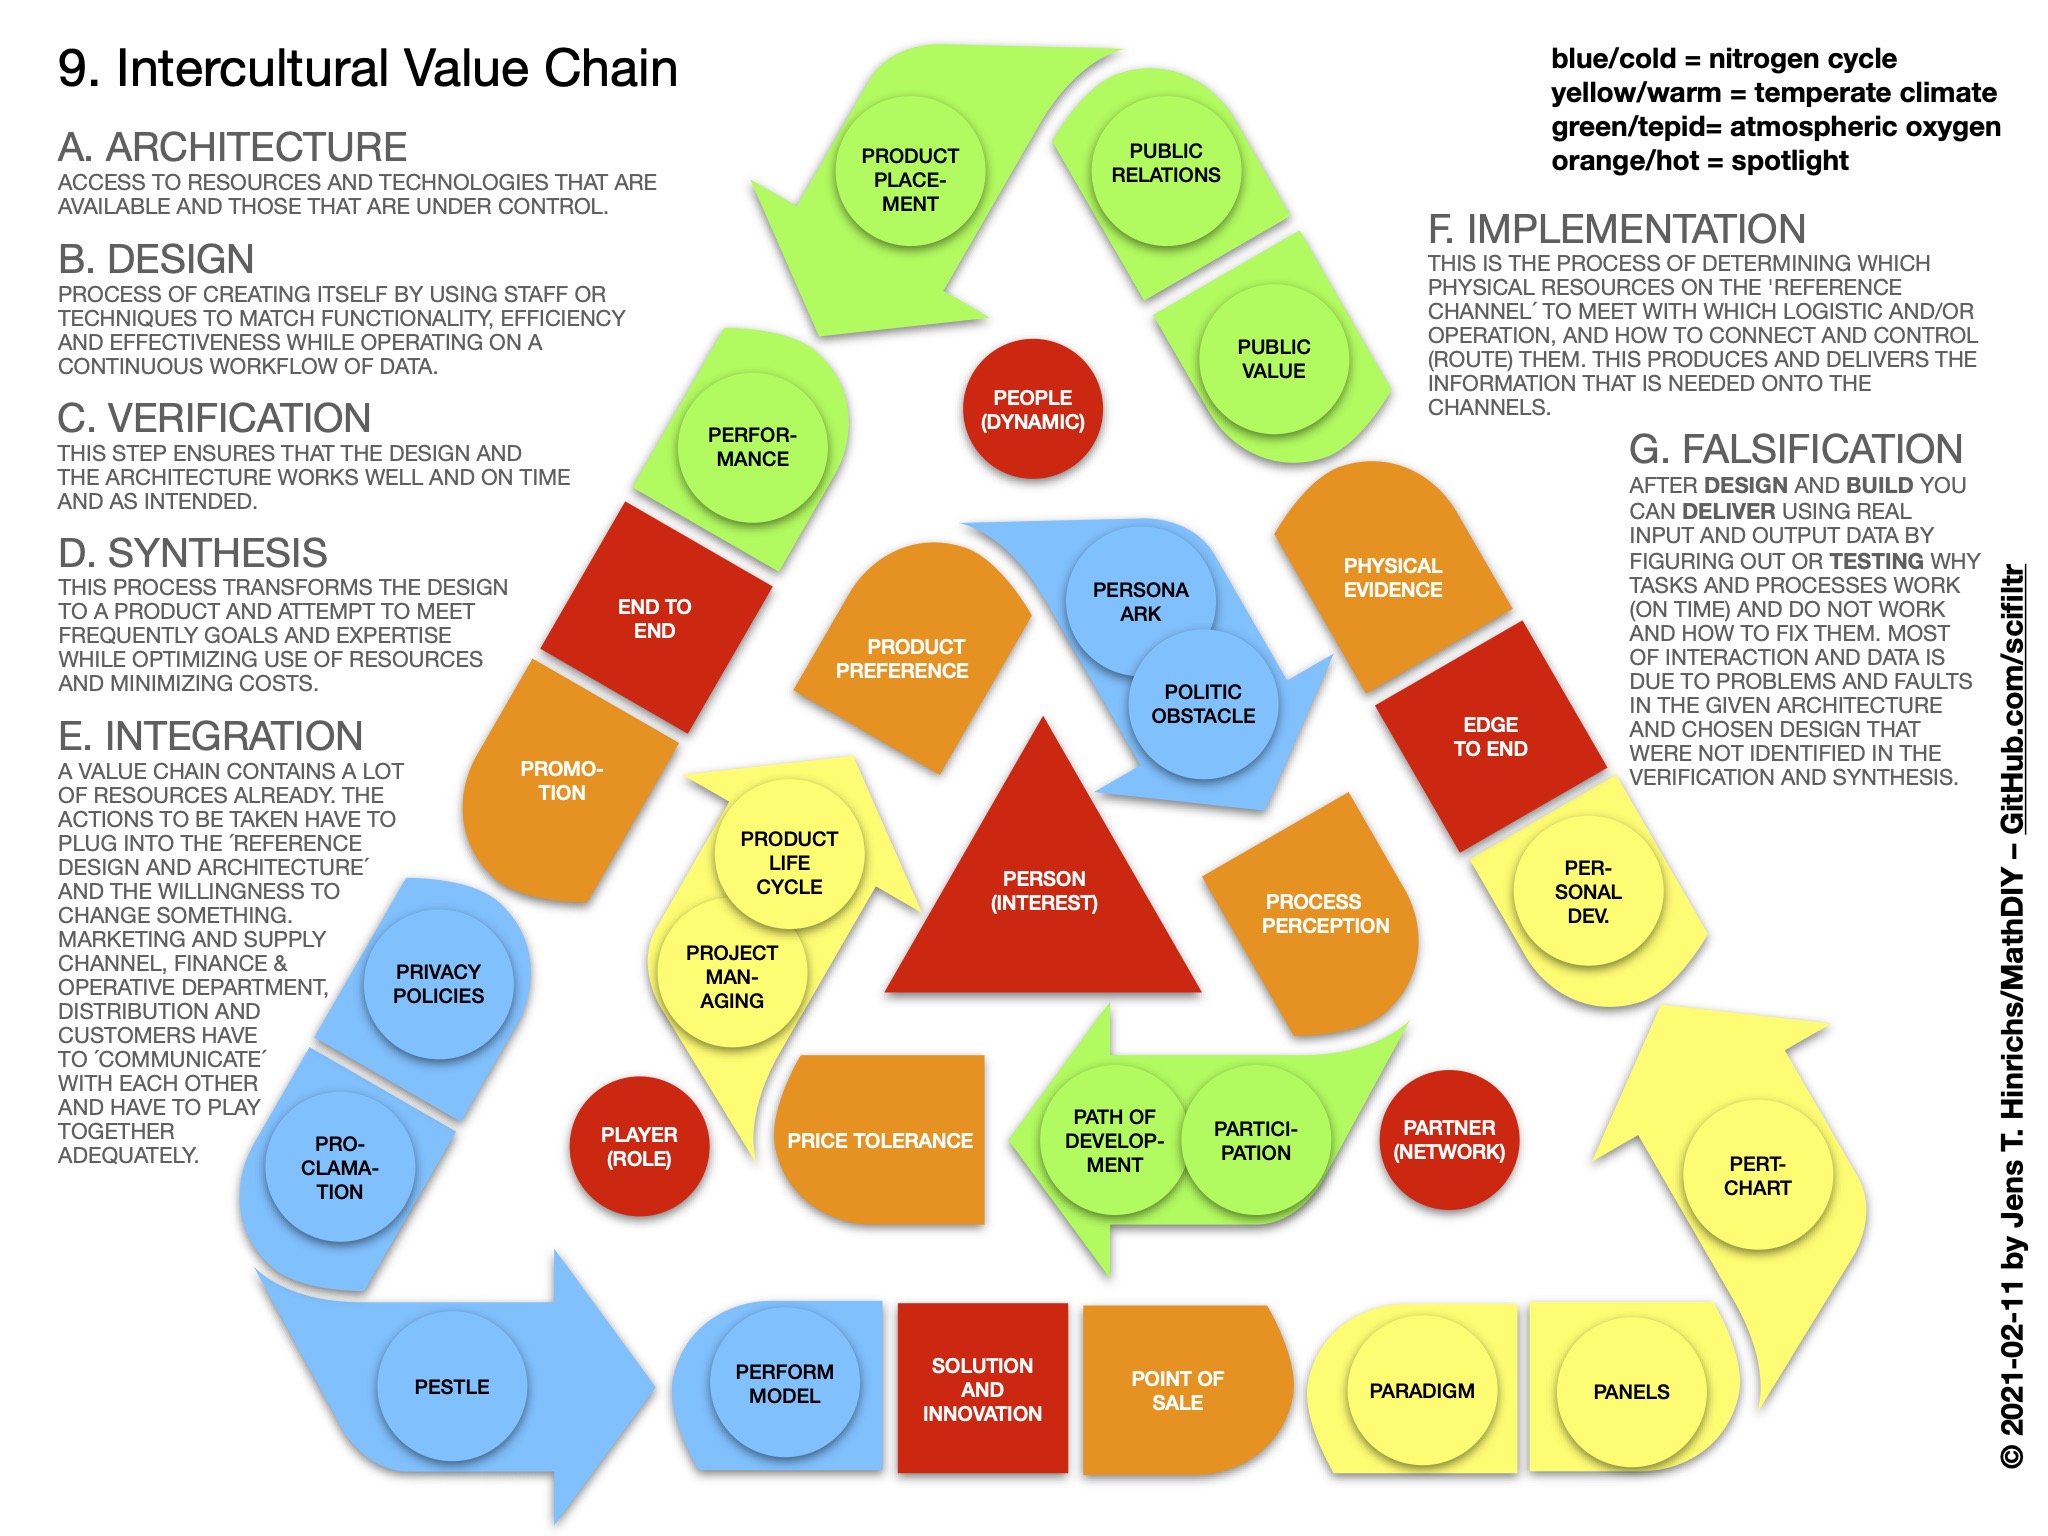 9. Intercultural Value Chain
A. ARCHITECTURE
ACCESS TO RESOURCES AND TECHNOLOGIES THAT ARE
AVAILABLE AND THOSE THAT ARE UNDER CONTROL.
B. DESIGN
PROCESS OF CREATING ITSELF BY USING STAFF OR
TECHNIQUES TO MATCH FUNCTIONALITY, EFFICIENCY
AND EFFECTIVENESS WHILE OPERATING ON A
CONTINUOUS WORKFLOW OF DATA.
C. VERIFICATION
THIS STEP ENSURES THAT THE DESIGN AND
THE ARCHITECTURE WORKS WELL AND ON TIME
AND AS INTENDED.
D. SYNTHESIS
THIS PROCESS TRANSFORMS THE DESIGN
TO A PRODUCT AND ATTEMPT TO MEET
FREQUENTLY GOALS AND EXPERTISE
WHILE OPTIMIZING USE OF RESOURCES
AND MINIMIZING COSTS.
E. INTEGRATION
A VALUE CHAIN CONTAINS A LOT
OF RESOURCES ALREADY. THE
ACTIONS TO BE TAKEN HAVE TO
PLUG INTO THE ´REFERENCE
DESIGN AND ARCHITECTURE´
AND THE WILLINGNESS TO
CHANGE SOMETHING.
MARKETING AND SUPPLY
CHANNEL, FINANCE &
OPERATIVE DEPARTMENT,
DISTRIBUTION AND
CUSTOMERS HAVE
TO ´COMMUNICATE´
WITH EACH OTHER
AND HAVE TO PLAY
TOGETHER
ADEQUATELY.
blue/cold = nitrogen cycle
yellow/warm = temperate climate
green/tepid= atmospheric oxygen
orange/hot = spotlight
F. IMPLEMENTATION
THIS IS THE PROCESS OF DETERMINING WHICH
PHYSICAL RESOURCES ON THE 'REFERENCE
CHANNEL´ TO MEET WITH WHICH LOGISTIC AND/OR
OPERATION, AND HOW TO CONNECT AND CONTROL
(ROUTE) THEM. THIS PRODUCES AND DELIVERS THE
INFORMATION THAT IS NEEDED ONTO THE
CHANNELS.
G. FALSIFICATION
AFTER DESIGN AND BUILD YOU
CAN DELIVER USING REAL
INPUT AND OUTPUT DATA BY
FIGURING OUT OR TESTING WHY
TASKS AND PROCESSES WORK
(ON TIME) AND DO NOT WORK
AND HOW TO FIX THEM. MOST
OF INTERACTION AND DATA IS
DUE TO PROBLEMS AND FAULTS
IN THE GIVEN ARCHITECTURE
AND CHOSEN DESIGN THAT
WERE NOT IDENTIFIED IN THE
VERIFICATION AND SYNTHESIS.
PRODUCT
PLACE-
MENT
PUBLIC
RELATIONS
PUBLIC
VALUE
PEOPLE
(DYNAMIC)
PERFOR-
MANCE
END TO
END
PROMO-
TION
PRODUCT
PREFERENCE
PERSONA
ARK
POLITIC
OBSTACLE
PHYSICAL
EVIDENCE
EDGE
TO END
PER-
SONAL
DEV.
PRODUCT
LIFE
CYCLE
PROJECT
MAN-
AGING
PERSON
(INTEREST)
PROCESS
PERCEPTION
PRIVACY
POLICIES
PRO-
CLAMA-
TION
PLAYER
(ROLE)
PRICE TOLERANCE
PATH OF
DEVELOP-
MENT
PARTICI-
PATION
PARTNER
(NETWORK)
PERT-
CHART
PESTLE
PERFORM
MODEL
SOLUTION
AND
INNOVATION
POINT OF
SALE
PARADIGM
PANELS
© 2021-02-11 by Jens T. Hinrichs/MathDIY – GitHub.com/scifiltr